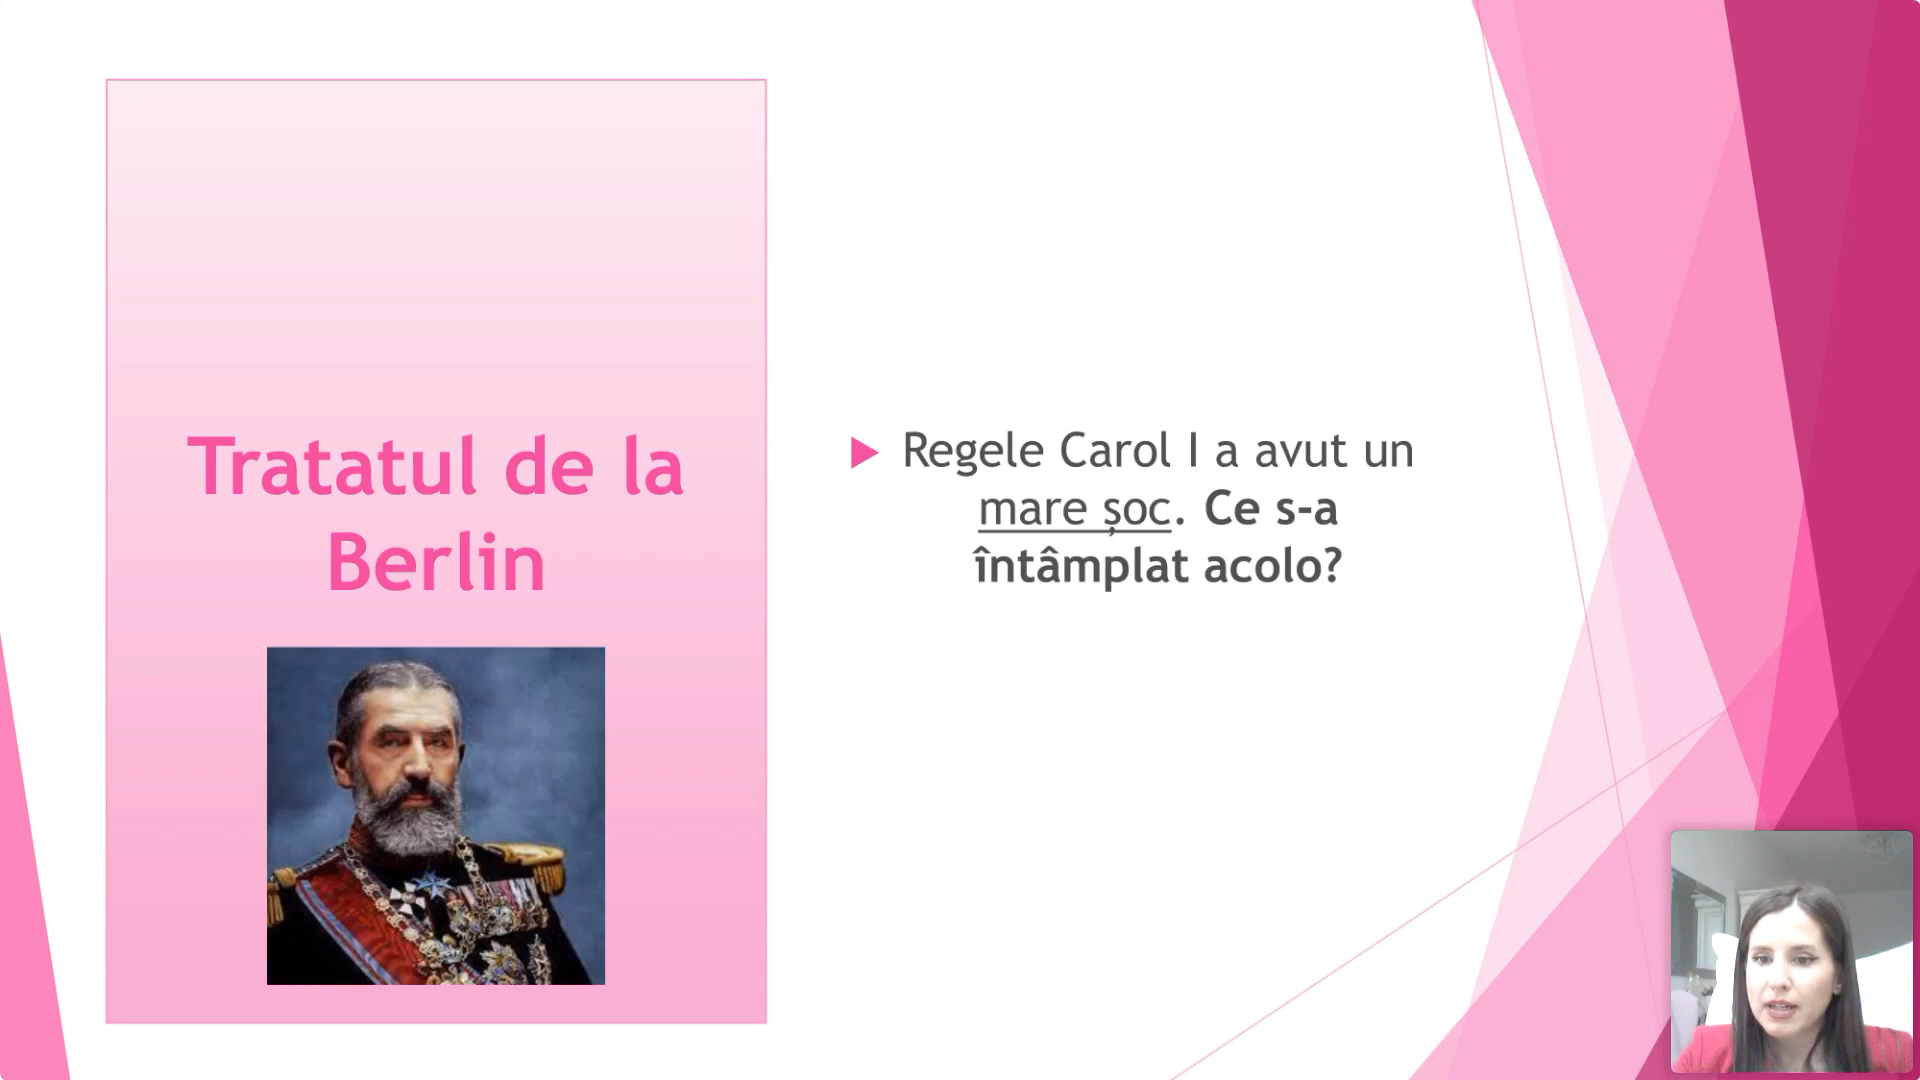 Tratatul de la
Berlin
Regele Carol I a avut un
mare șoc. Ce s-a
întâmplat acolo?